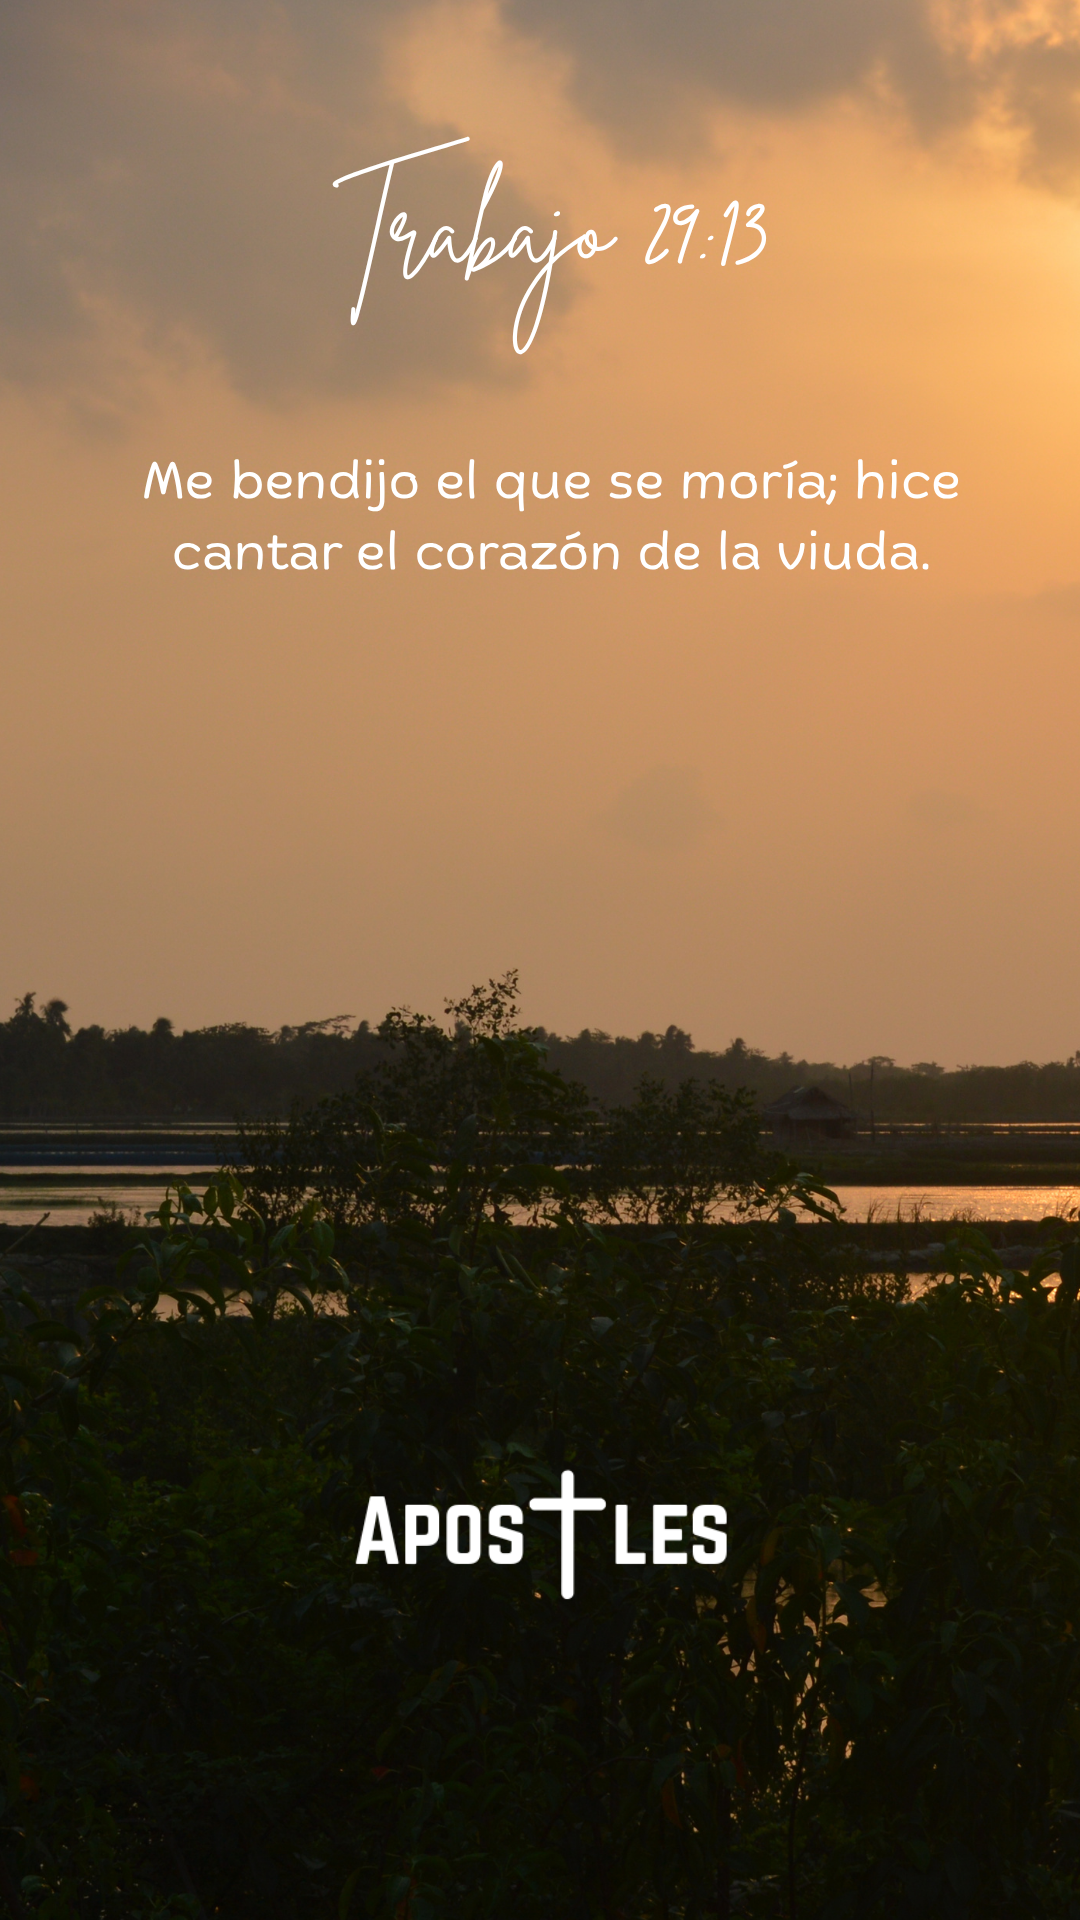 Trabajo 29:13
Me bendijo el que se moría; hice
cantar el corazón de la viuda.
APOSTLES